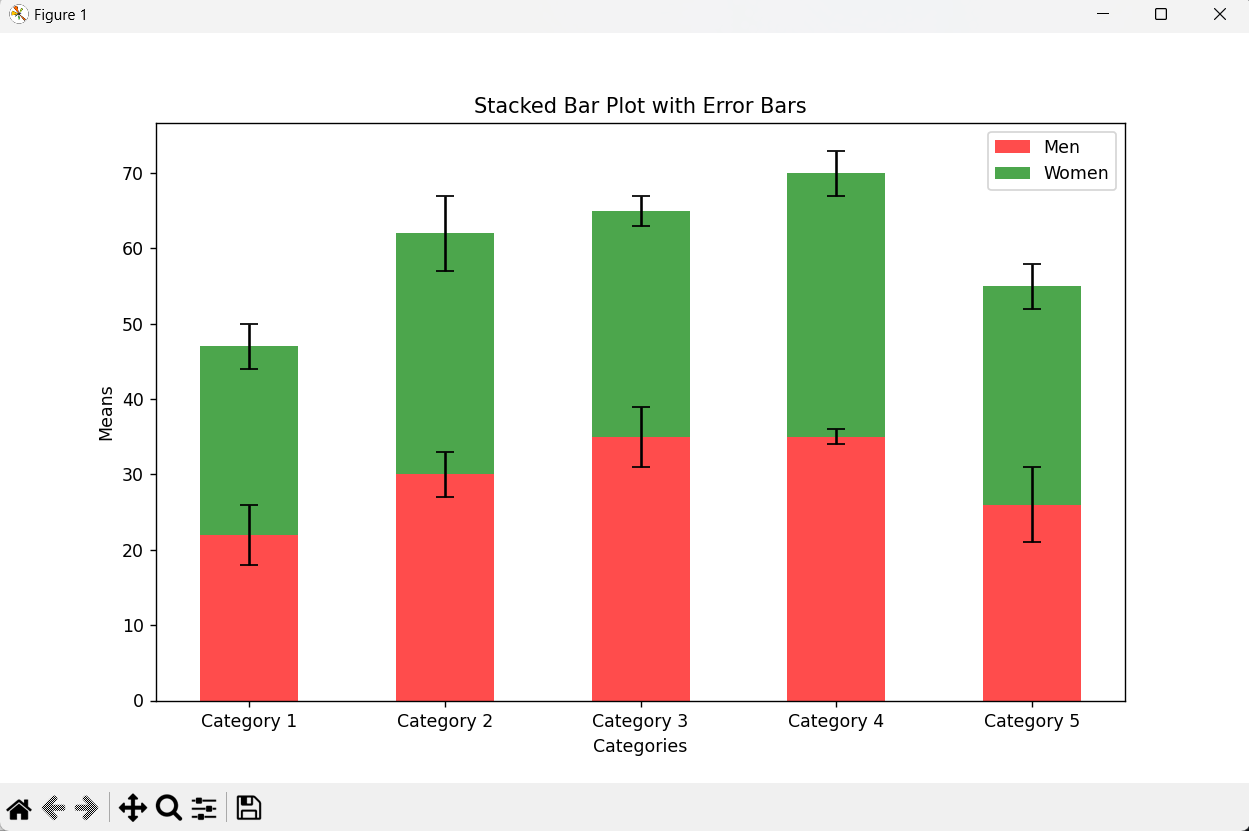 Figure 1
Stacked Bar Plot with Error Bars
Men
Women
70
60
50
40
30
20
10
0
Means
Category 1 Category 2 Category 3 Category 4 Category 5
Categories